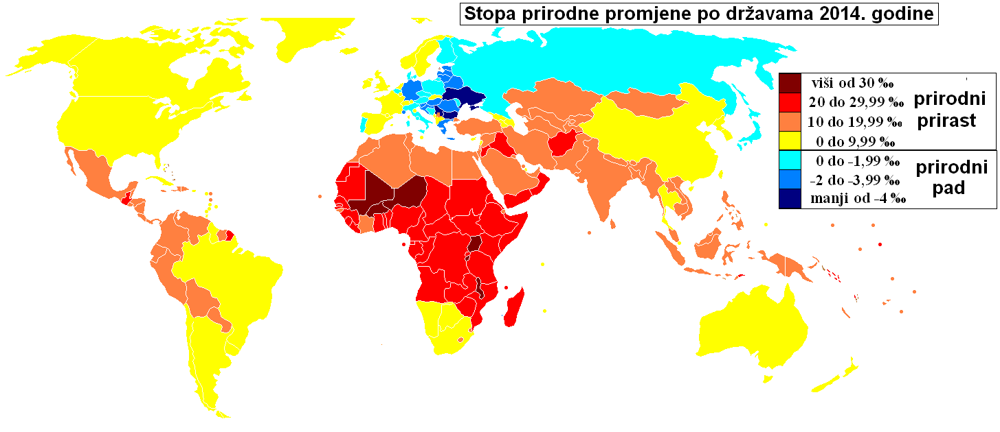 Stopa prirodne promjene po državama 2014. godine
viši od 30 ‰
20 do 29,99 ‰
10 do 19,99 ‰
0 do 9,99 ‰
prirodni
prirast
0 do -1,99 ‰
-2 do -3,99 ‰
manji od -4 ‰
prirodni
pad